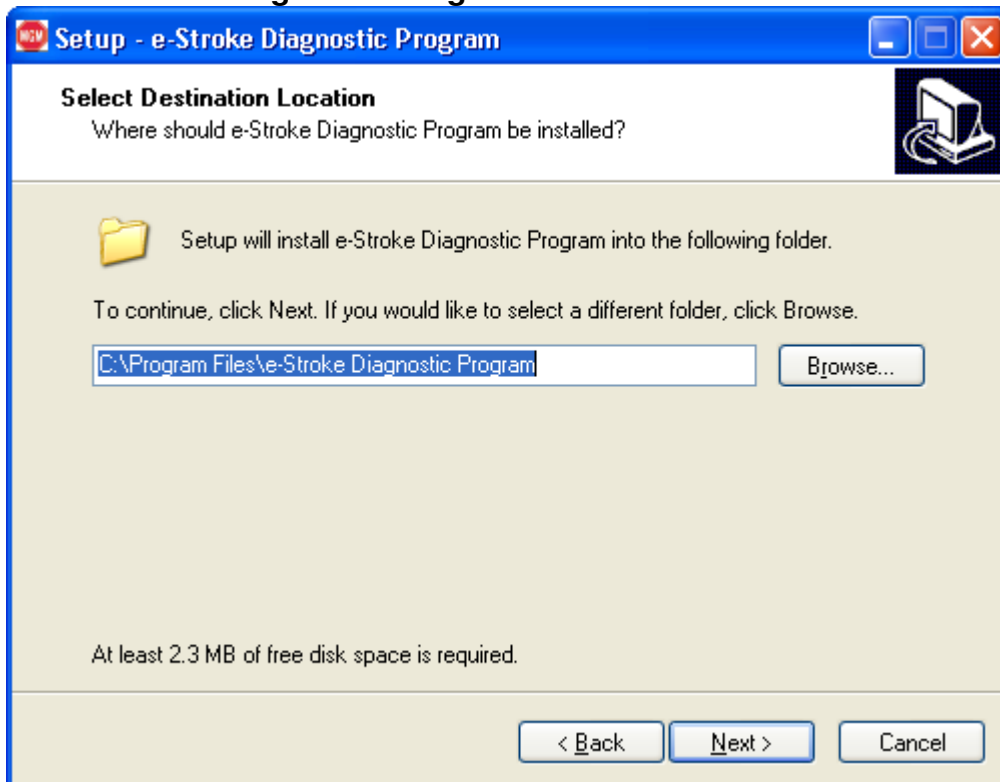 MGM Setup - e-Stroke Diagnostic Program
Select Destination Location
Where should e-Stroke Diagnostic Program be installed?
Setup will install e-Stroke Diagnostic Program into the following folder.
To continue, click Next. If you would like to select a different folder, click Browse.
C:\Program Files\e-Stroke Diagnostic Program
Browse...
At least 2.3 MB of free disk space is required.
< Back
Next >
Cancel